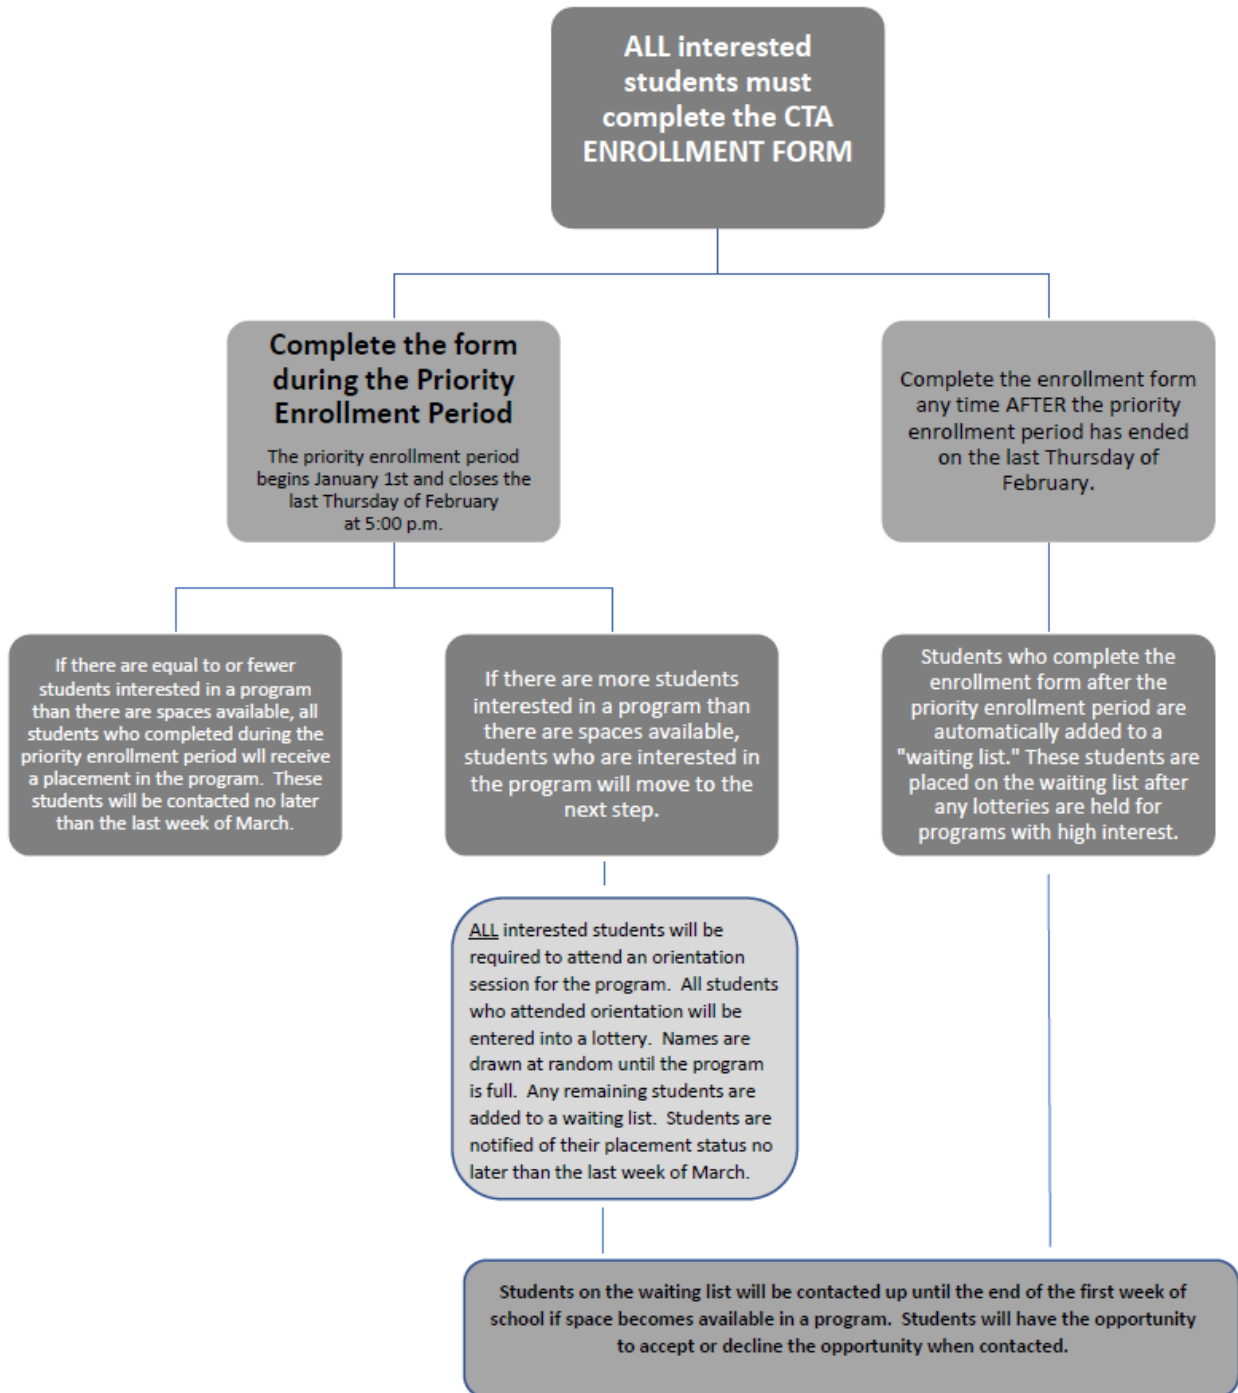 ALL interested
students must
complete the CTA
ENROLLMENT FORM
Complete the form
during the Priority
Enrollment Period
The priority enrollment period
begins January 1st and closes the
last Thursday of February
at 5:00 p.m.
Complete the enrollment form
any time AFTER the priority
enrollment period has ended
on the last Thursday of
February.
If there are equal to or fewer
students interested in a program
than there are spaces available, all
students who completed during the
priority enrollment period wll receive
a placement in the program. These
students will be contacted no later
than the last week of March.
If there are more students
interested in a program than
there are spaces available,
students who are interested in
the program will move to the
next step.
Students who complete the
enrollment form after the
priority enrollment period are
automatically added to a
"waiting list." These students are
placed on the waiting list after
any lotteries are held for
programs with high interest.
ALL interested students will be
required to attend an orientation
session for the program. All students
who attended orientation will be
entered into a lottery. Names are
drawn at random until the program
is full. Any remaining students are
added to a waiting list. Students are
notified of their placement status no
later than the last week of March.
Students on the waiting list will be contacted up until the end of the first week of
school if space becomes available in a program. Students will have the opportunity
to accept or decline the opportunity when contacted.